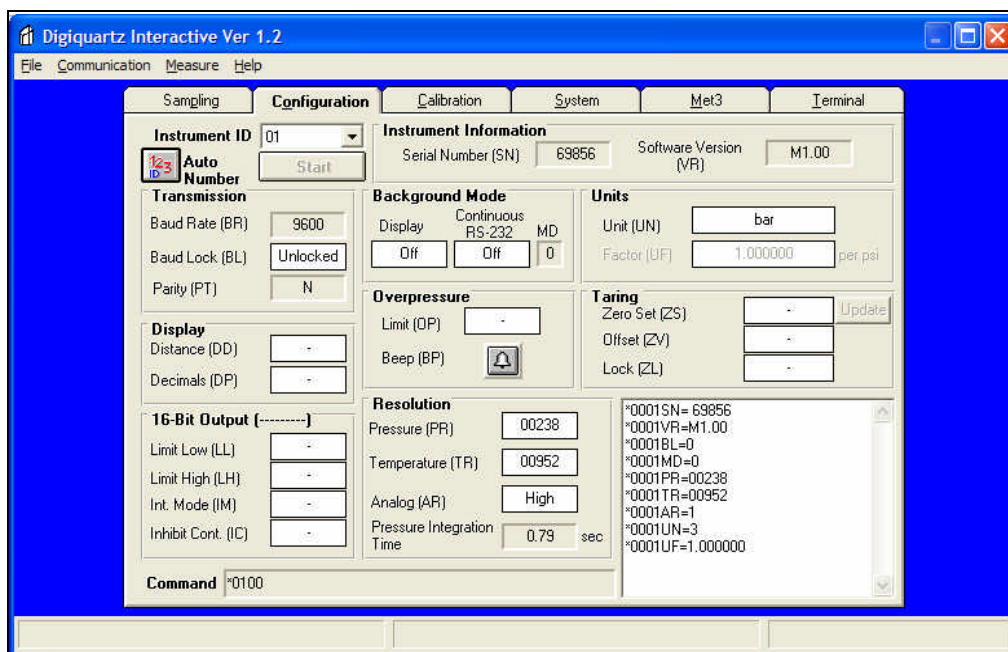 Digiquartz Interactive Ver 1.2
File Communication Measure Help
Sampling Configuration Calibration System Met3 Terminal
Instrument ID 01
123 ID Auto Number Start
Instrument Information
Serial Number (SN) 69856 Software Version (VR) M1.00
Transmission
Baud Rate (BR) 9600
Baud Lock (BL) Unlocked
Parity (PT) N
Background Mode
Display Continuous RS-232 MD
Off Off 0
Units
Unit (UN) bar
Factor (UF) 1.000000 per psi
Display
Distance (DD) -
Decimals (DP) -
Overpressure
Limit (OP) -
Beep (BP)
Taring
Zero Set (ZS) - Update
Offset (ZV) -
Lock (ZL) -
16-Bit Output (---------)
Limit Low (LL) -
Limit High (LH) -
Int. Mode (IM) -
Inhibit Cont. (IC) -
Resolution
Pressure (PR) 00238
Temperature (TR) 00952
Analog (AR) High
Pressure Integration Time 0.79 sec
*0001SN= 69856
*0001VR=M1.00
*0001BL=0
*0001MD=0
*0001PR=00238
*0001TR=00952
*0001AR=1
*0001UN=3
*0001UF=1.000000
Command *0100